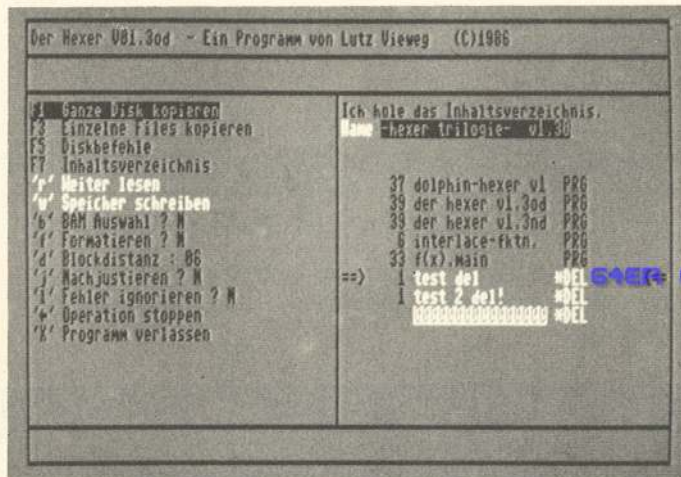 Der Hexer V01.3od - Ein Programm von Lutz Vieweg (C)1986
F1 Ganze Disk kopieren
F3 Einzelne Files kopieren
F5 Diskbefehle
F7 Inhaltsverzeichnis
'r' Weiter lesen
'w' Speicher schreiben
'b' BAM Auswahl ? N
'f' Formatieren ? N
'd' Blockdistanz : 06
'j' Nachjustieren ? N
'i' Fehler ignorieren ? N
'←' Operation stoppen
'X' Programm verlassen
Ich hole das Inhaltsverzeichnis.
Name -hexer trilogie- v1.30
37 dolphin-hexer v1 PRG
39 der hexer v1.3od PRG
39 der hexer v1.3nd PRG
6 interlace-fktn. PRG
33 f(x).main PRG
==> 1 test del *DEL
1 test 2 del! *DEL
*DEL
64ER